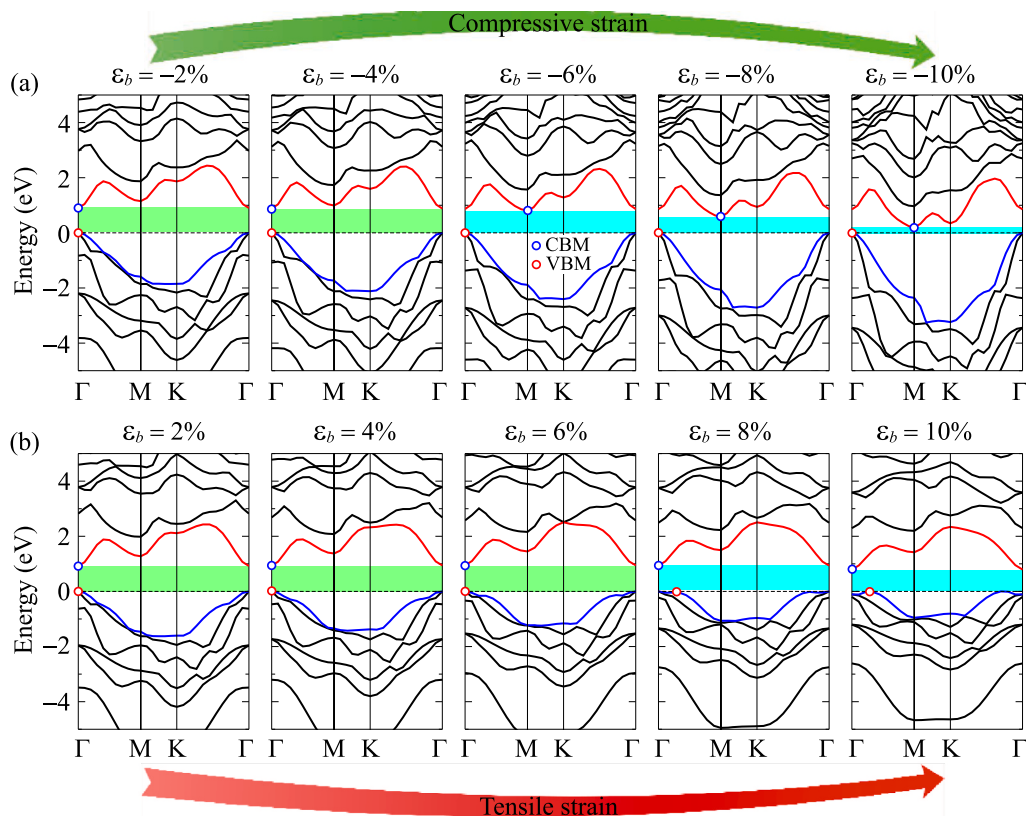 Compressive strain
(a)
εb = −2% εb = −4% εb = −6% εb = −8% εb = −10%
Energy (eV)
4
2
0
−2
−4
CBM
VBM
Γ M K Γ Γ M K Γ Γ M K Γ Γ M K Γ Γ M K Γ
(b)
εb = 2% εb = 4% εb = 6% εb = 8% εb = 10%
Energy (eV)
4
2
0
−2
−4
Γ M K Γ Γ M K Γ Γ M K Γ Γ M K Γ Γ M K Γ
Tensile strain